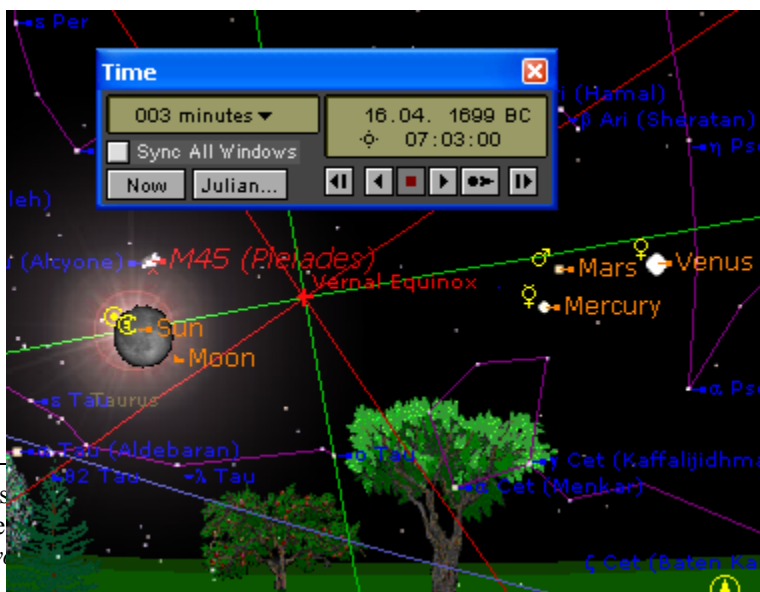 ε Per
Time
003 minutes
16.04. 1699 BC
07:03:00
Sync All Windows
Now
Julian...
i (Hamal)
β Ari (Sheratan)
η Ps
leh)
(Alcyone)
M45 (Pleiades)
Vernal Equinox
Mars
Venus
Mercury
Sun
Moon
ε Tau
Taurus
α Tau (Aldebaran)
θ2 Tau
λ Tau
ο Tau
γ Cet (Kaffalijidhma
α Cet (Menkar)
α Ps
ζ Cet (Baten Ka